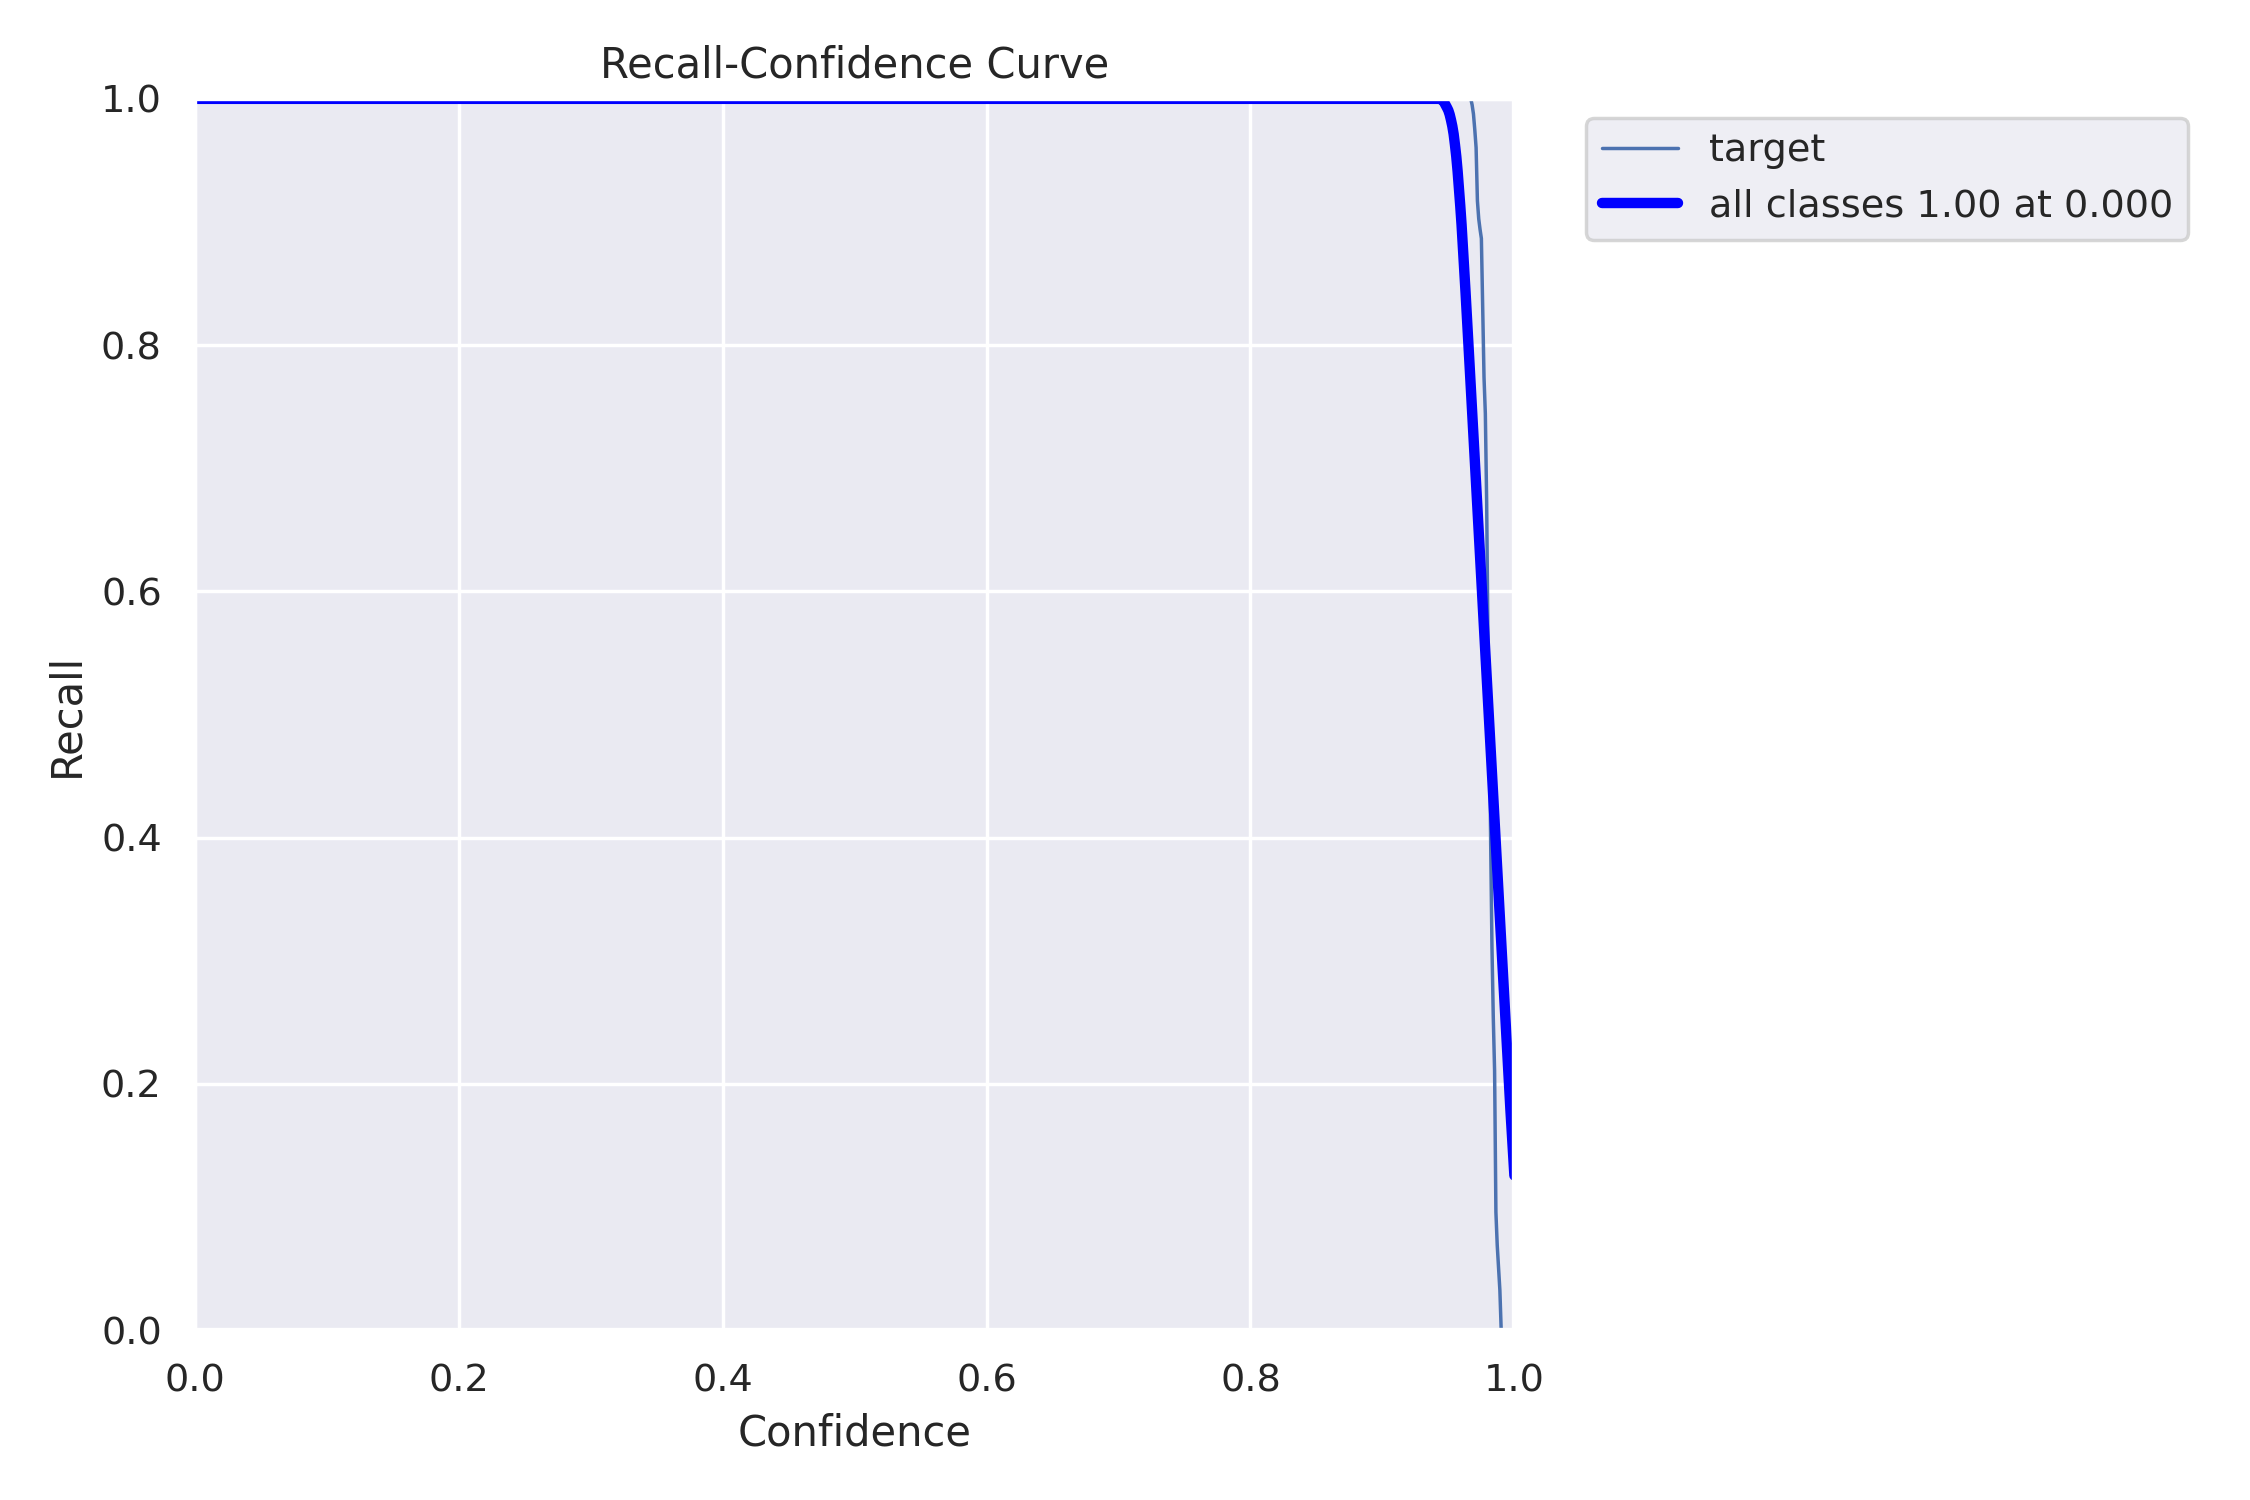 Recall-Confidence Curve
1.0
0.8
0.6
0.4
0.2
0.0
Recall
0.0 0.2 0.4 0.6 0.8 1.0
Confidence
target
all classes 1.00 at 0.000